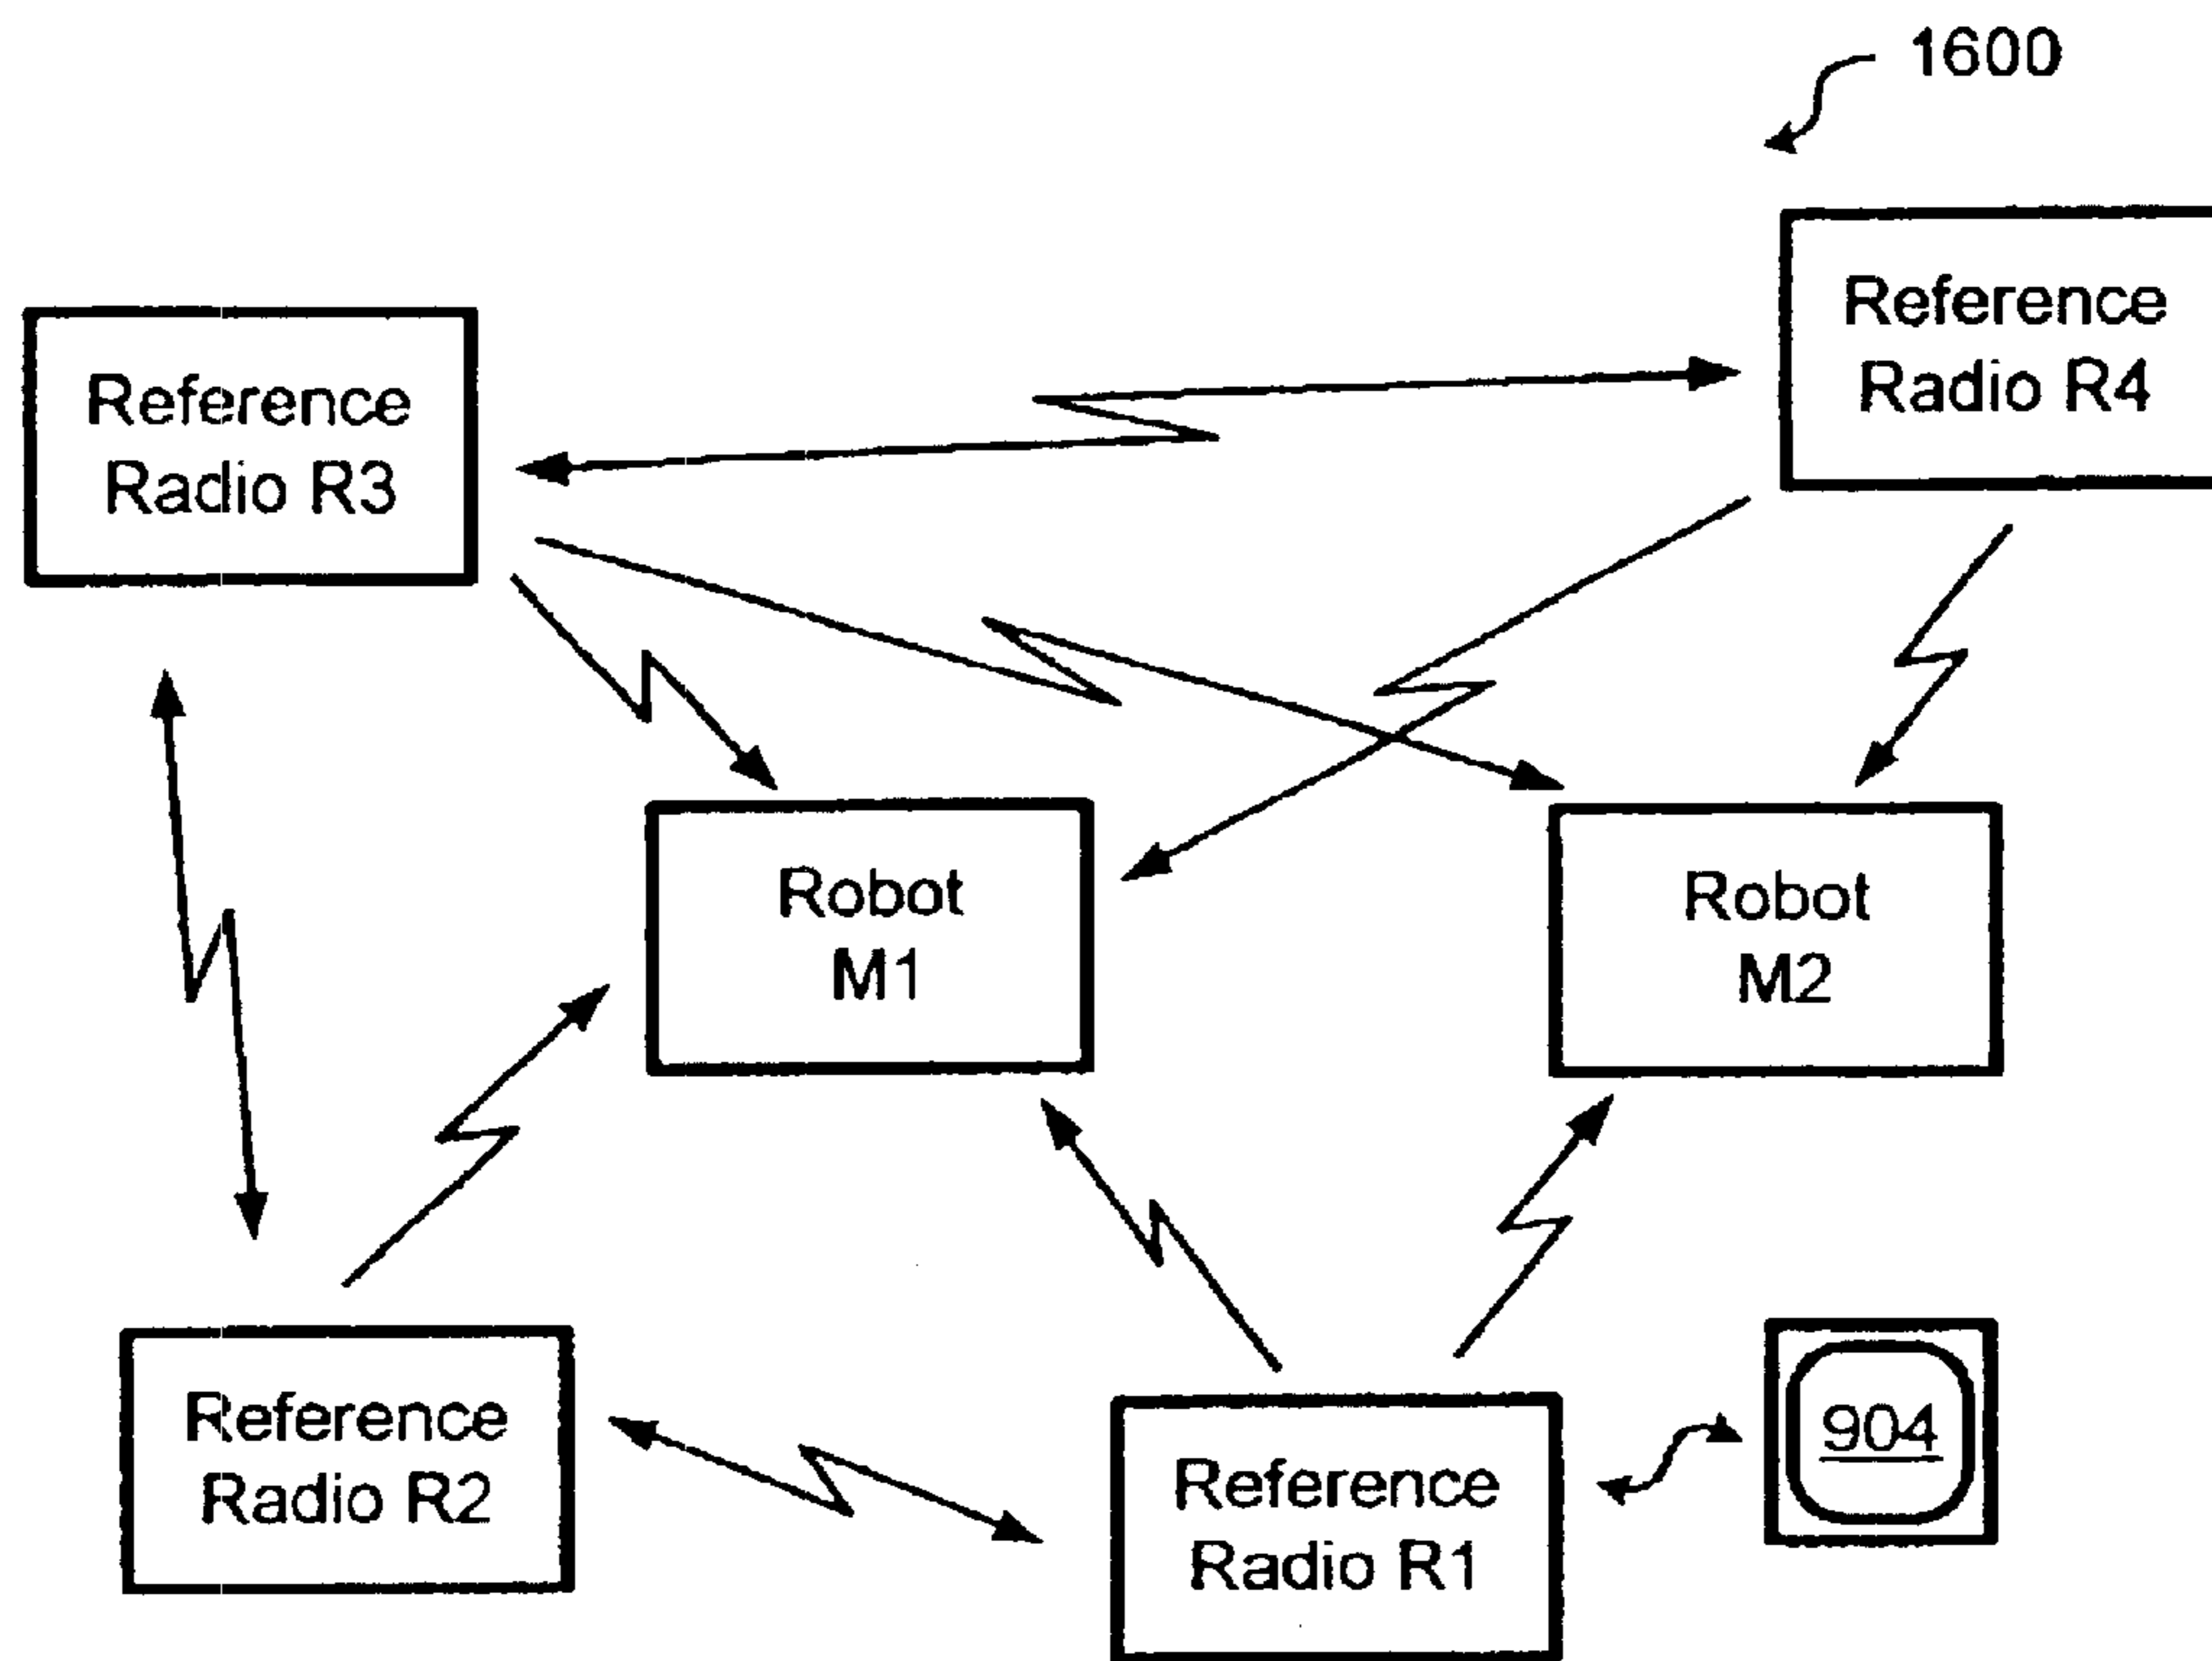 1600
Reference
Radio R4
Reference
Radio R3
Robot
M1
Robot
M2
Reference
Radio R2
Reference
Radio R1
904